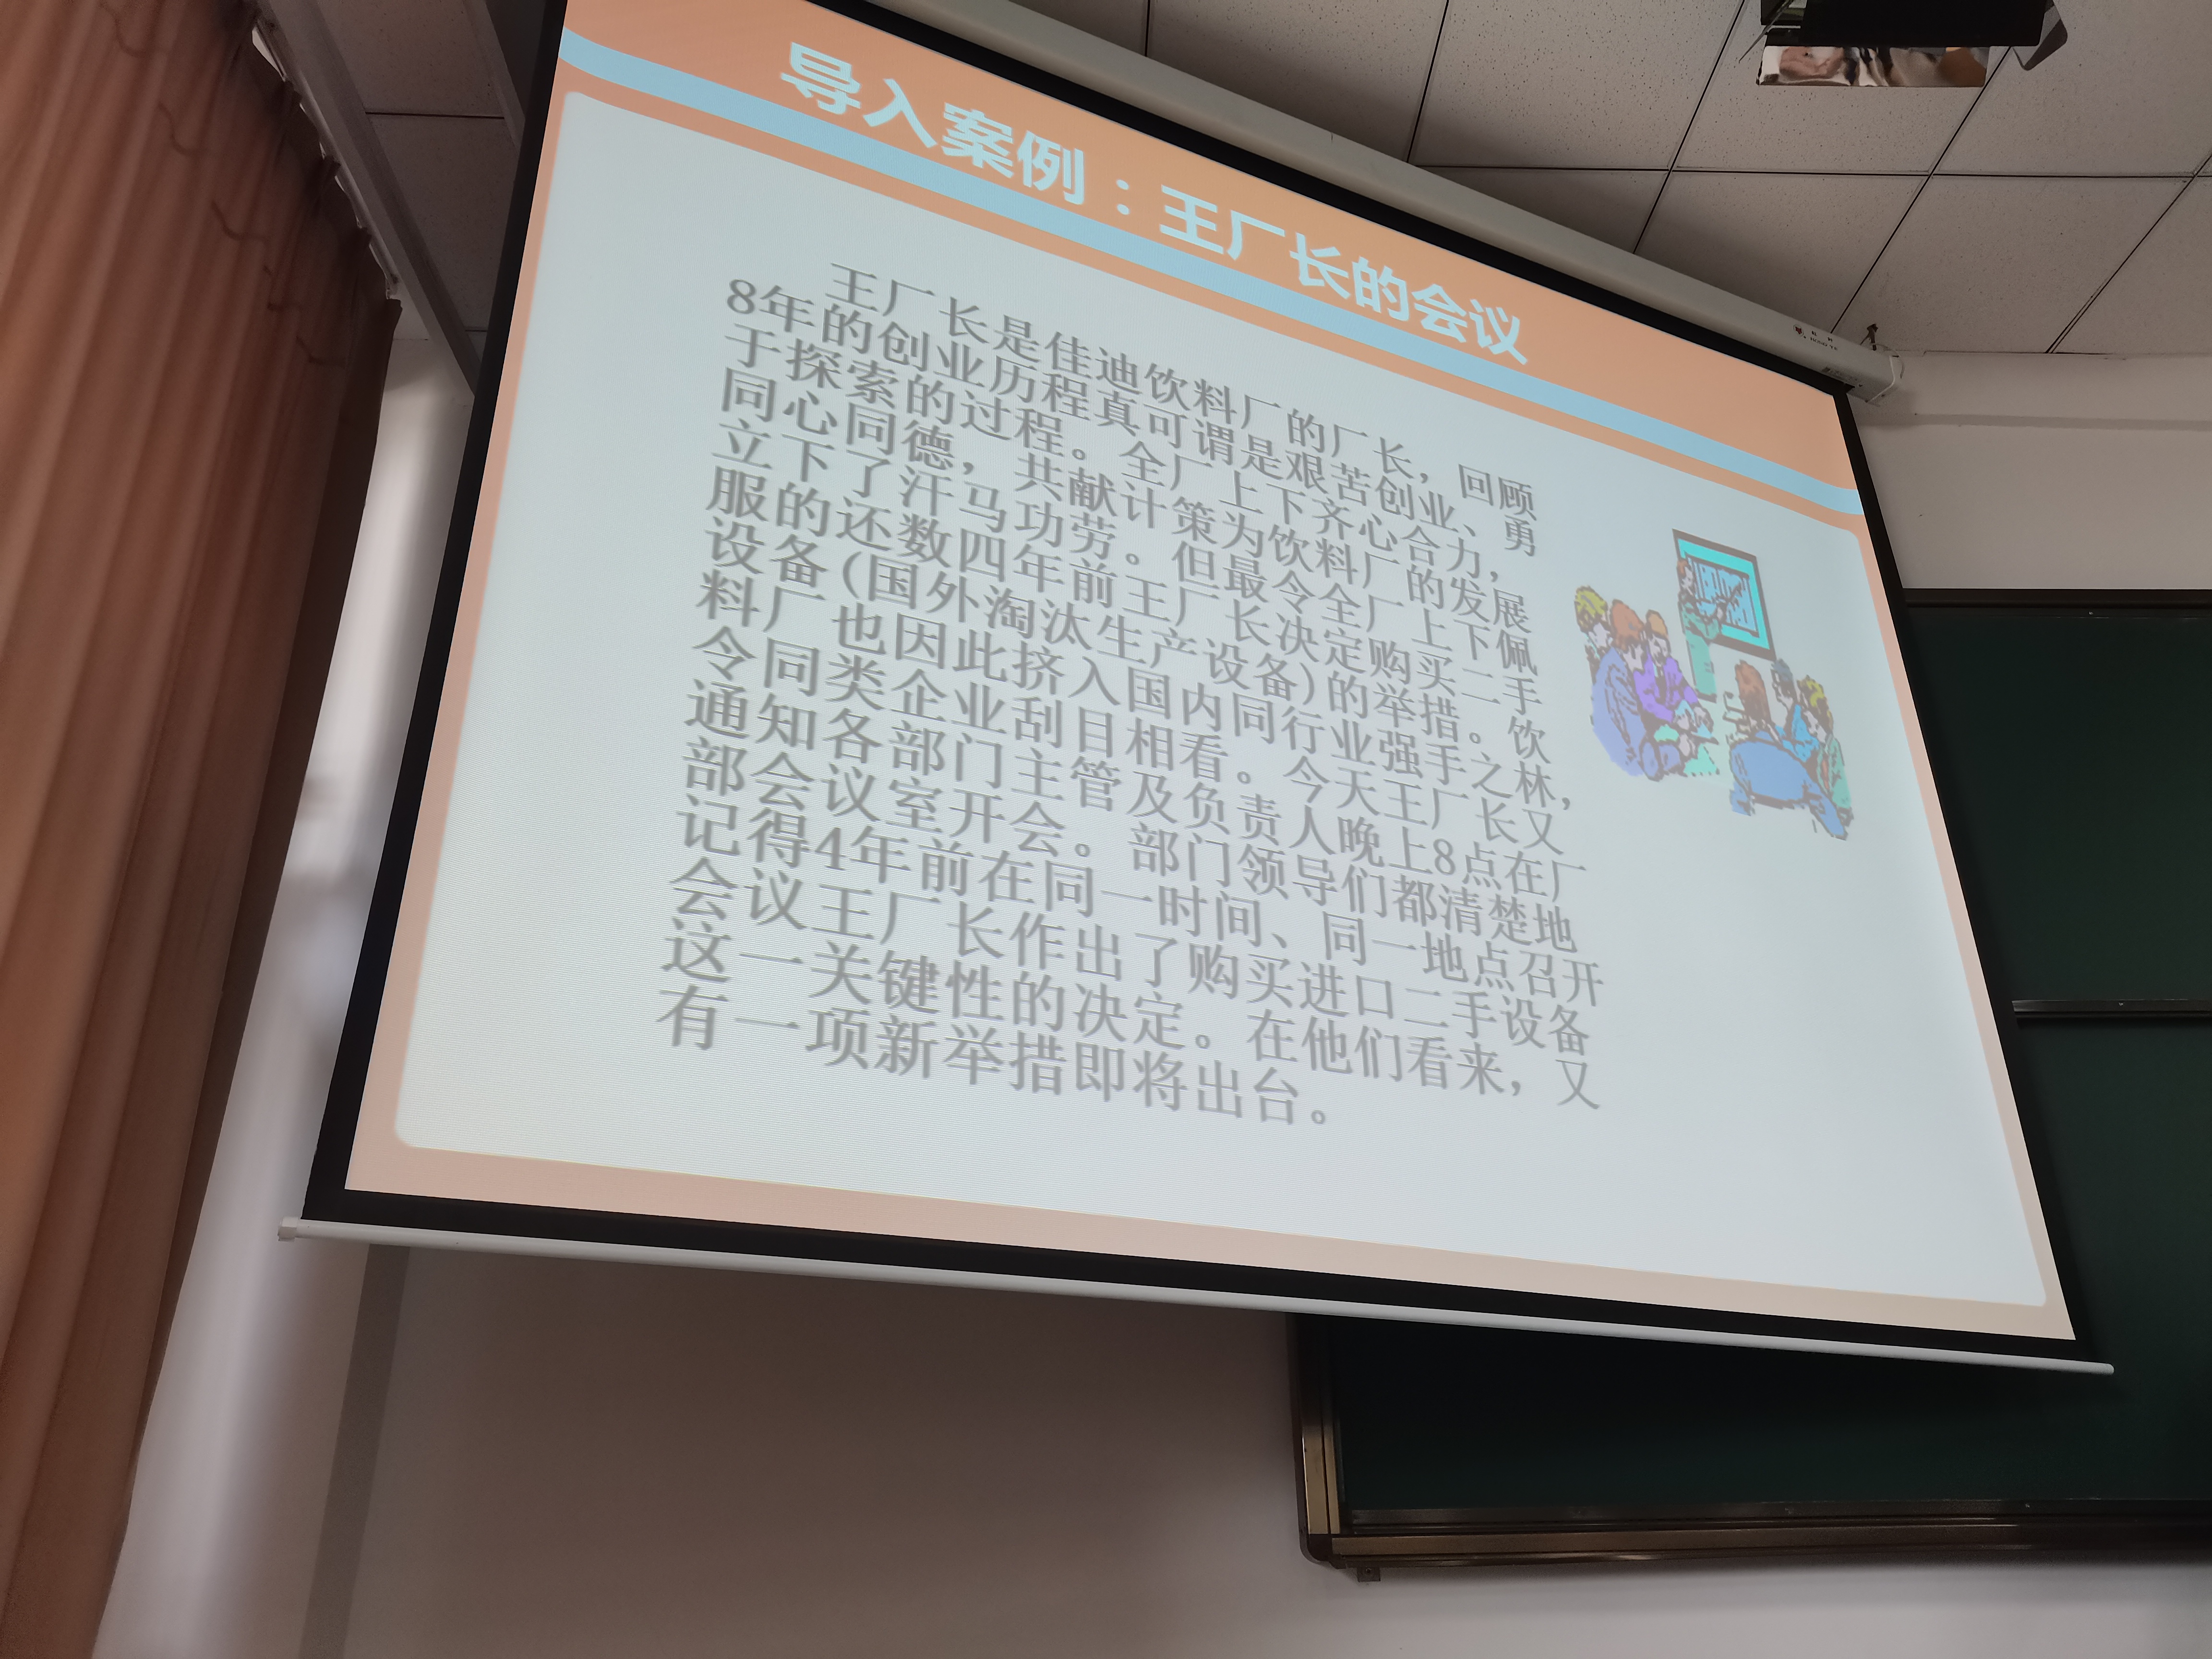 导入案例：王厂长的会议
王厂长是佳迪饮料厂的厂长，回顾
8年的创业历程真可谓是艰苦创业、勇
于探索的过程。全厂上下齐心合力，
同心同德，共献计策为饮料厂的发展
立下了汗马功劳。但最令全厂上下佩
服的还数四年前王厂长决定购买二手
设备(国外淘汰生产设备)的举措。饮
料厂也因此挤入国内同行业强手之林，
令同类企业刮目相看。今天王厂长又
通知各部门主管及负责人晚上8点在厂
部会议室开会。部门领导们都清楚地
记得4年前在同一时间、同一地点召开
会议王厂长作出了购买进口二手设备
这一关键性的决定。在他们看来，又
有一项新举措即将出台。